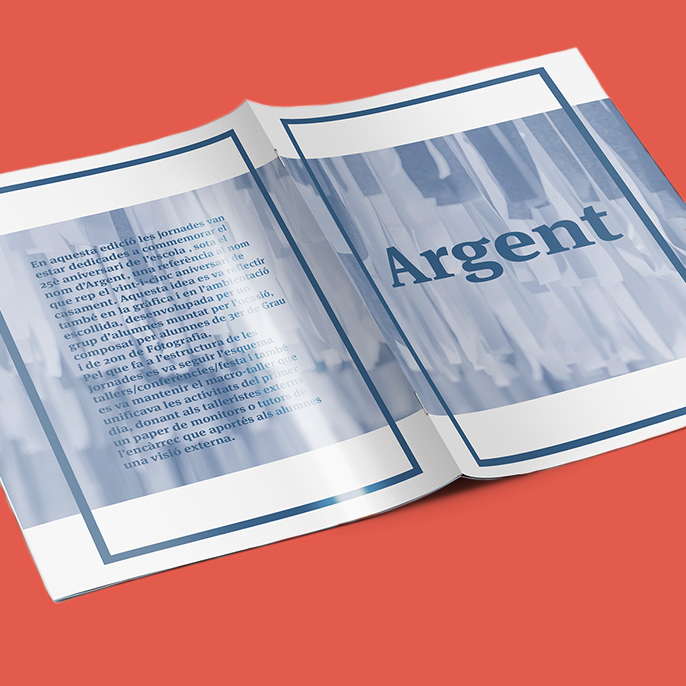 En aquesta edició les jornades van
estar dedicades a commemorar el
25è aniversari de l'escola, sota el
nom d'Argent, una referència al nom
que rep el vint-i-cinc aniversari de
casament. Aquesta idea es va reflectir
també en la gràfica i en l'ambientació
escollida, desenvolupada per un
grup d'alumnes muntat per l'ocasió,
composat per alumnes de 3er de Grau
i de 2on de Fotografia.
Pel que fa a l'estructura de les
jornades es va seguir l'esquema
tallers/conferències/festa i també
es va mantenir el macro-taller que
unificava les activitats del primer
dia, donant als talleristes externs
un paper de monitors o tutors de
l'encàrrec que aportés als alumnes
una visió externa.
Argent